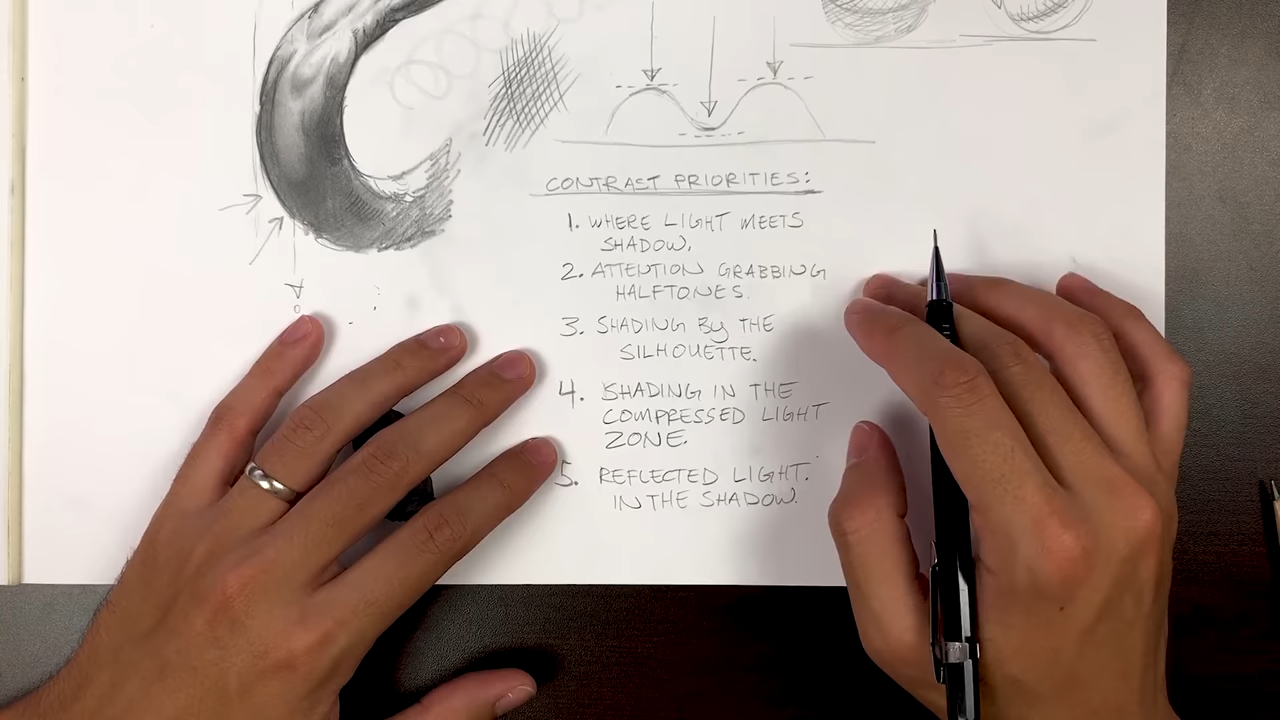 CONTRAST PRIORITIES:
1. WHERE LIGHT MEETS
SHADOW.
2. ATTENTION GRABBING
HALFTONES.
3. SHADING BY THE
SILHOUETTE.
4. SHADING IN THE
COMPRESSED LIGHT
ZONE.
5. REFLECTED LIGHT.
IN THE SHADOW.